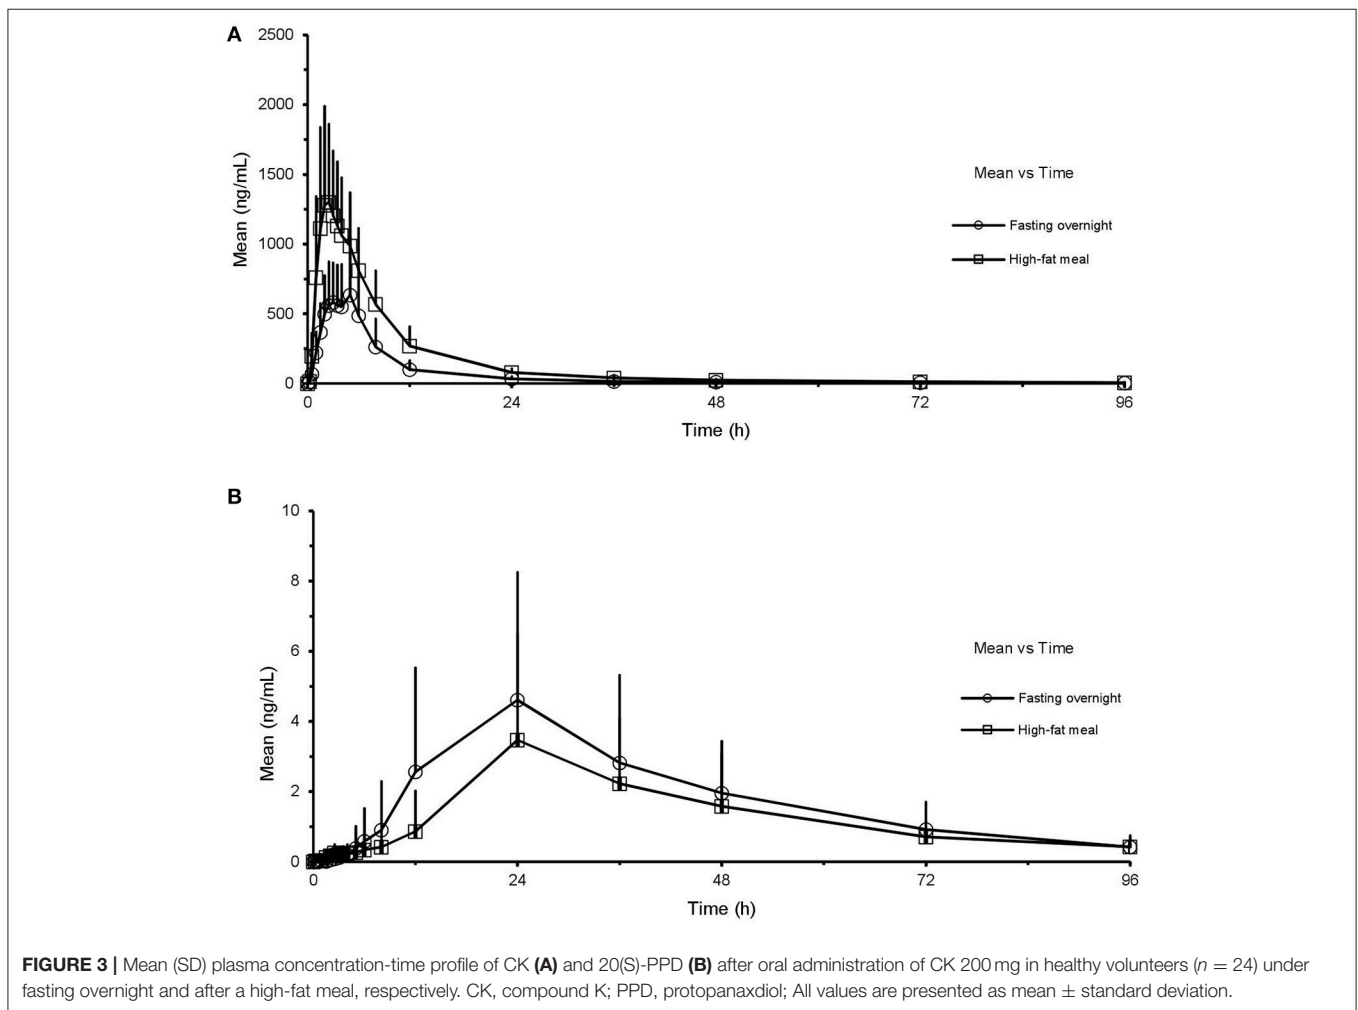 A
2500
2000
1500
1000
500
0
Mean (ng/mL)
0 24 48 72 96
Time (h)
Mean vs Time
Fasting overnight
High-fat meal
B
10
8
6
4
2
0
Mean (ng/mL)
0 24 48 72 96
Time (h)
Mean vs Time
Fasting overnight
High-fat meal
FIGURE 3 | Mean (SD) plasma concentration-time profile of CK (A) and 20(S)-PPD (B) after oral administration of CK 200 mg in healthy volunteers (n = 24) under
fasting overnight and after a high-fat meal, respectively. CK, compound K; PPD, protopanaxdiol; All values are presented as mean ± standard deviation.